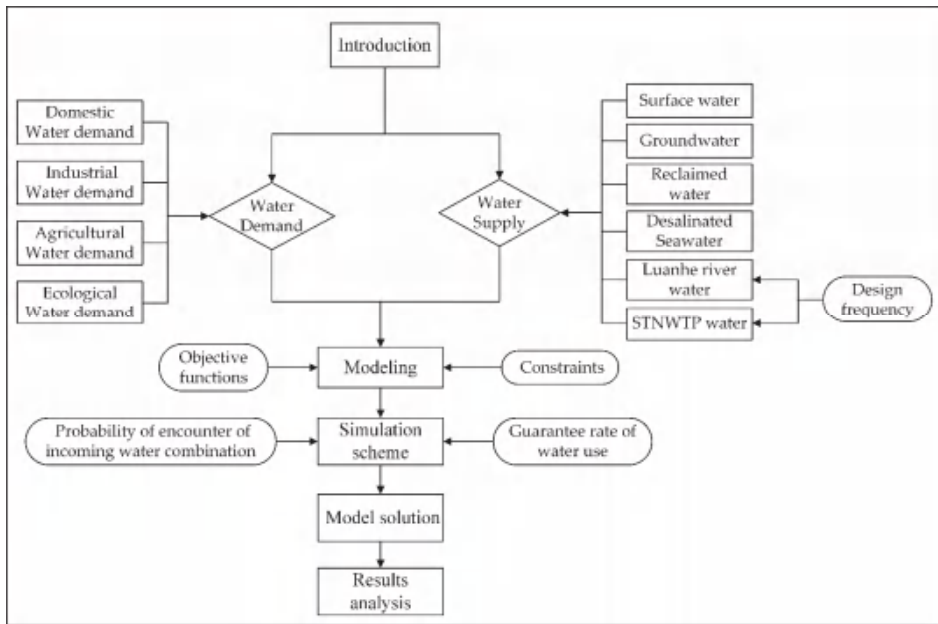 Introduction
Domestic
Water demand
Industrial
Water demand
Agricultural
Water demand
Ecological
Water demand
Water
Demand
Water
Supply
Surface water
Groundwater
Reclaimed
water
Desalinated
Seawater
Luanhe river
water
STNWTP water
Design
frequency
Objective
functions
Modeling
Constraints
Probability of encounter of
incoming water combination
Simulation
scheme
Guarantee rate of
water use
Model solution
Results
analysis